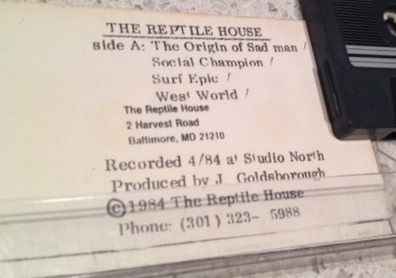 THE REPTILE HOUSE
side A: The Origin of Sad man /
Social Champion /
Surf Epic /
West World /
The Reptile House
2 Harvest Road
Baltimore, MD 21210
Recorded 4/84 at Studio North
Produced by J. Goldsborough
©1984 The Reptile House
Phone: (301) 323- 5988